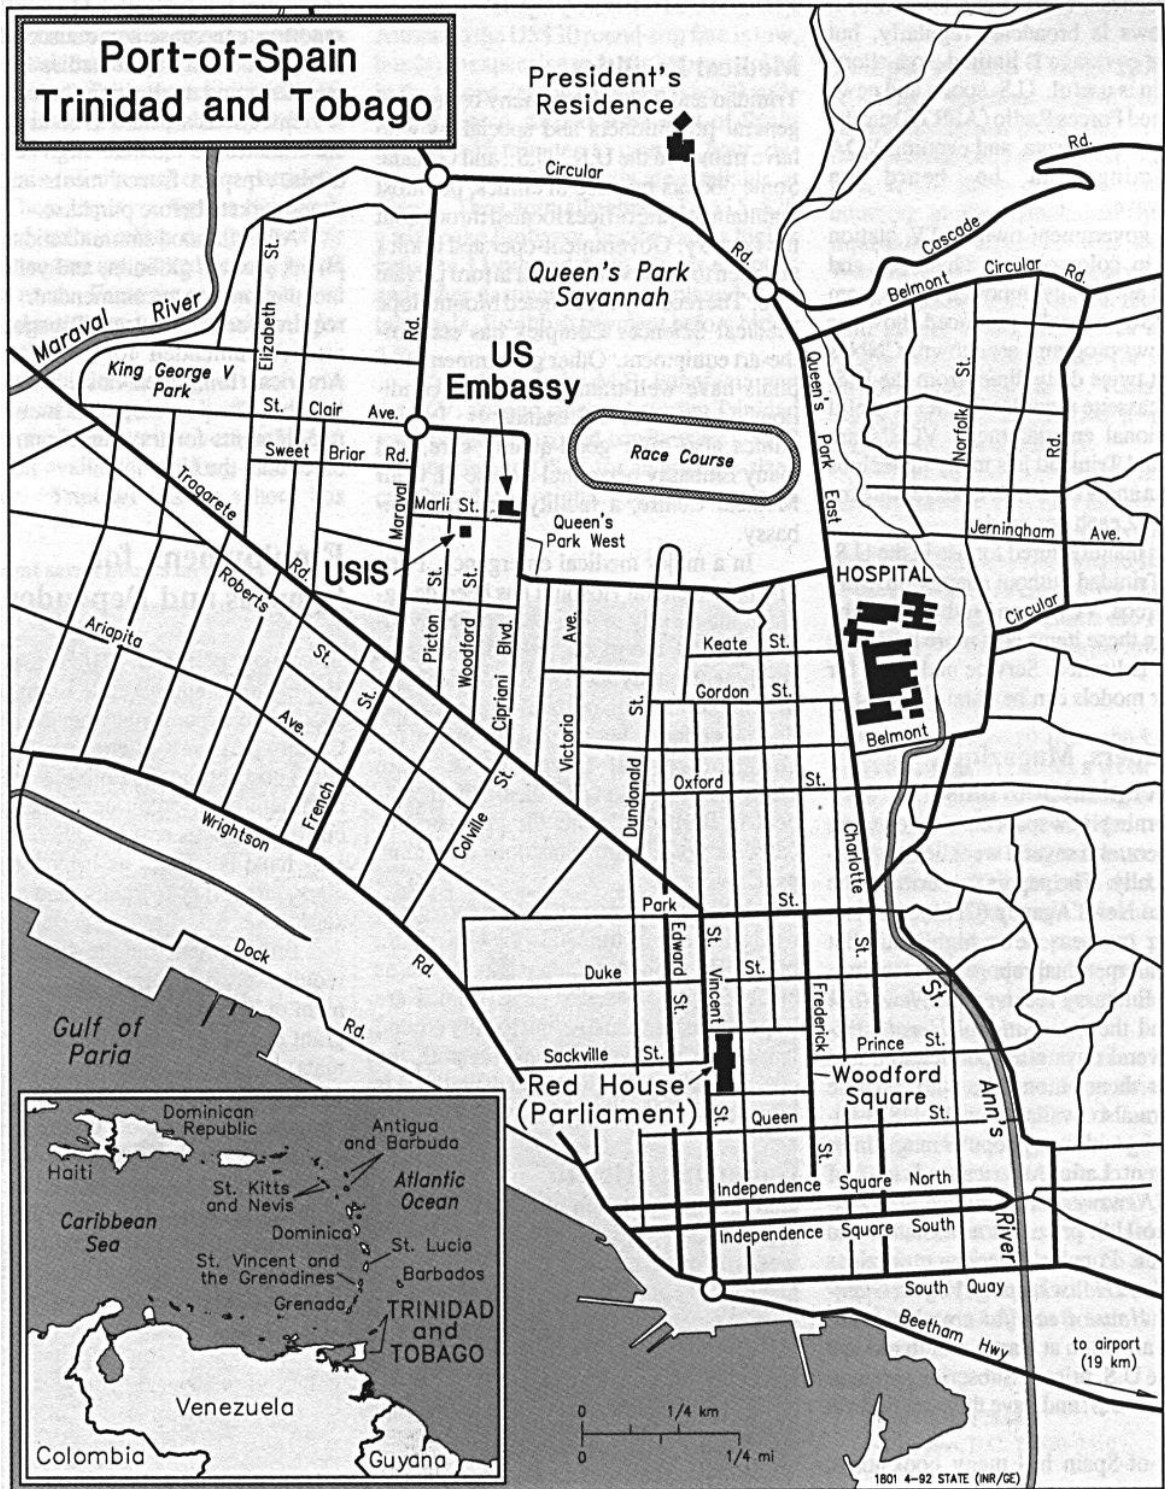 Port-of-Spain
Trinidad and Tobago
President's
Residence
Circular
Rd.
Rd.
Cascade
Belmont
Circular
Rd.
Queen's Park
Savannah
Maraval
River
Elizabeth
St.
Rd.
King George V
Park
US
Embassy
Queen's
Park
East
Norfolk
St.
Rd.
St.
Clair
Ave.
Sweet
Briar
Rd.
Race Course
Tragarete
Rd.
Maraval
Marli St.
Queen's
Park West
Jerningham
Ave.
USIS
HOSPITAL
Circular
Roberts
St.
Ariapita
Ave.
Picton St.
Woodford St.
Cipriani Blvd.
Victoria
Ave.
Keate St.
Gordon St.
Belmont
French
St.
Colville
St.
Dundonald
St.
Oxford
St.
Wrightson
Rd.
Charlotte
St.
Park
St.
Edward
St.
St.
Vincent
St.
Duke
St.
Frederick
St.
Dock
Rd.
Gulf of
Paria
St.
Ann's
River
Prince St.
Sackville
St.
Red House
(Parliament)
Woodford
Square
Queen
St.
Independence Square North
Independence Square South
South Quay
Beetham Hwy
to airport
(19 km)
Dominican
Republic
Haiti
Antigua
and Barbuda
St. Kitts
and Nevis
Atlantic
Ocean
Caribbean
Sea
Dominica
St. Lucia
St. Vincent and
the Grenadines
Barbados
Grenada
TRINIDAD
and
TOBAGO
Venezuela
Colombia
Guyana
0 1/4 km
0 1/4 mi
1801 4-92 STATE (INR/GE)